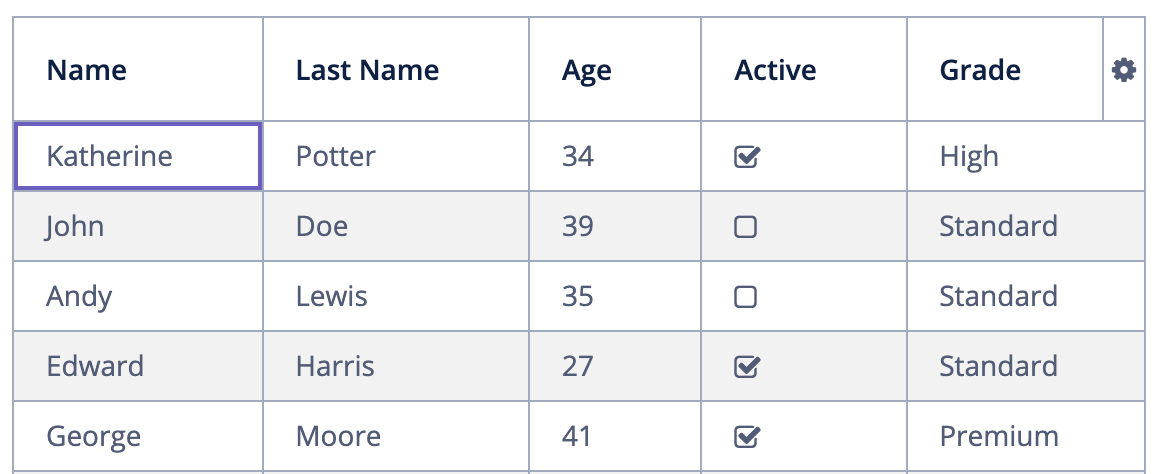 Name Last Name Age Active Grade
Katherine Potter 34 High
John Doe 39 Standard
Andy Lewis 35 Standard
Edward Harris 27 Standard
George Moore 41 Premium